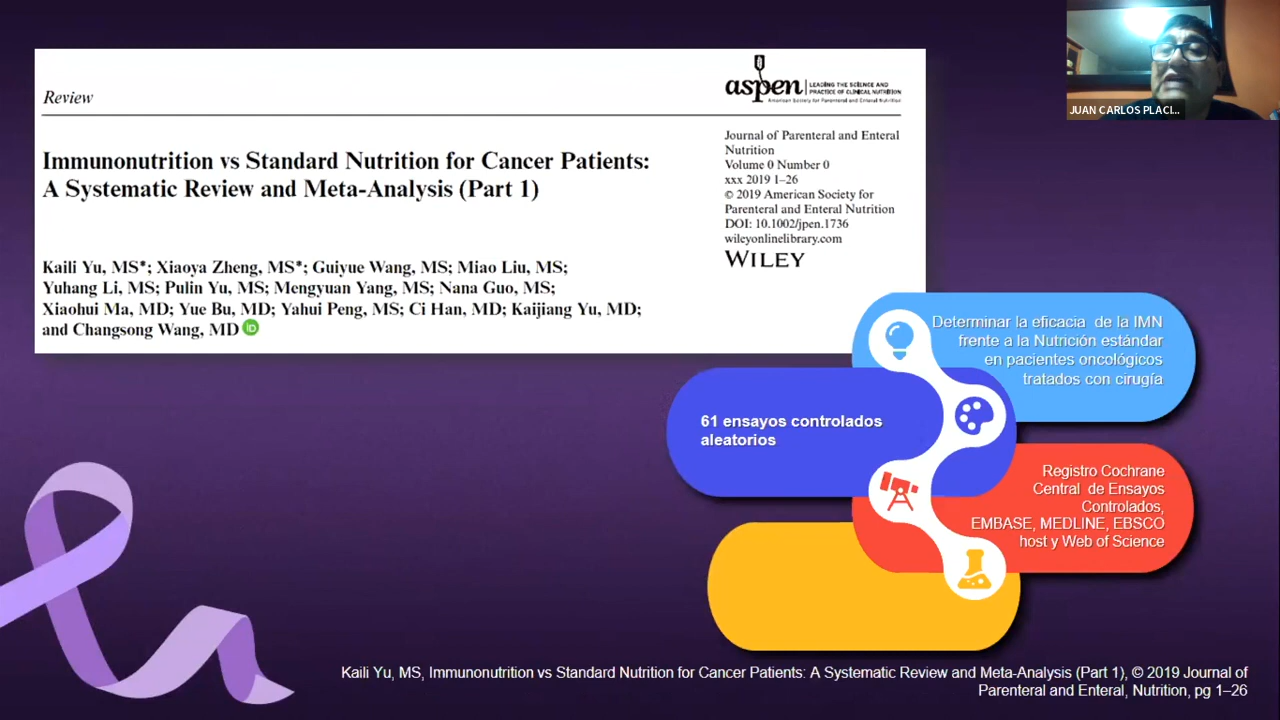 Review
aspen
LEADING THE SCIENCE AND
PRACTICE OF CLINICAL NUTRITION
American Society for Parenteral and Enteral Nutrition
Immunonutrition vs Standard Nutrition for Cancer Patients:
A Systematic Review and Meta-Analysis (Part 1)
Journal of Parenteral and Enteral
Nutrition
Volume 0 Number 0
xxx 2019 1–26
© 2019 American Society for
Parenteral and Enteral Nutrition
DOI: 10.1002/jpen.1736
wileyonlinelibrary.com
WILEY
Kaili Yu, MS*; Xiaoya Zheng, MS*; Guiyue Wang, MS; Miao Liu, MS;
Yuhang Li, MS; Pulin Yu, MS; Mengyuan Yang, MS; Nana Guo, MS;
Xiaohui Ma, MD; Yue Bu, MD; Yahui Peng, MS; Ci Han, MD; Kaijiang Yu, MD;
and Changsong Wang, MD iD
JUAN CARLOS PLACI...
Determinar la eficacia de la IMN
frente a la Nutrición estándar
en pacientes oncológicos
tratados con cirugía
61 ensayos controlados
aleatorios
Registro Cochrane
Central de Ensayos
Controlados,
EMBASE, MEDLINE, EBSCO
host y Web of Science
Kaili Yu, MS, Immunonutrition vs Standard Nutrition for Cancer Patients: A Systematic Review and Meta-Analysis (Part 1), © 2019 Journal of
Parenteral and Enteral, Nutrition, pg 1–26